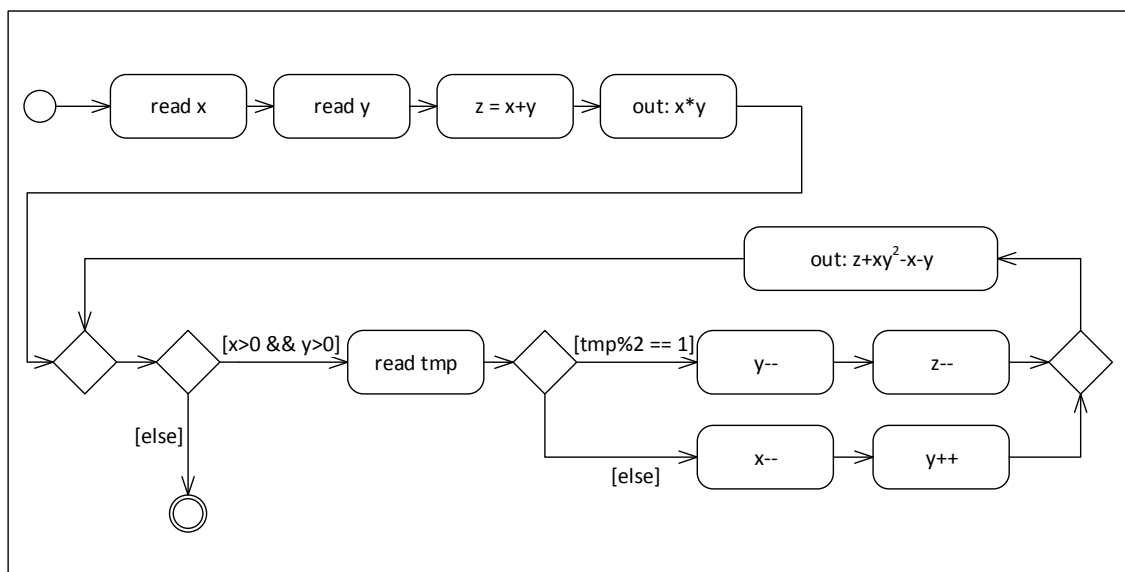 read x
read y
z = x+y
out: x*y
out: z+xy²-x-y
[x>0 && y>0]
read tmp
[tmp%2 == 1]
y--
z--
[else]
[else]
x--
y++